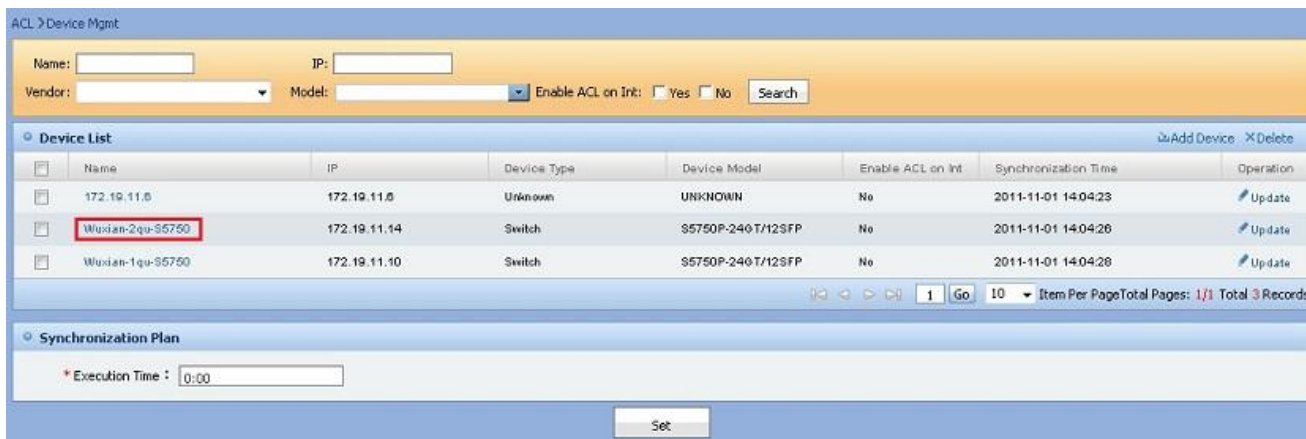 ACL > Device Mgmt
Name: IP:
Vendor: Model: Enable ACL on Int: Yes No Search
Device List Add Device Delete
Name IP Device Type Device Model Enable ACL on Int Synchronization Time Operation
172.19.11.6 172.19.11.6 Unknown UNKNOWN No 2011-11-01 14:04:23 Update
Wuxian-2qu-S5750 172.19.11.14 Switch S5750P-24GT/12SFP No 2011-11-01 14:04:26 Update
Wuxian-1qu-S5750 172.19.11.10 Switch S5750P-24GT/12SFP No 2011-11-01 14:04:28 Update
1 Go 10 Item Per PageTotal Pages: 1/1 Total 3 Records
Synchronization Plan
* Execution Time : 0:00
Set